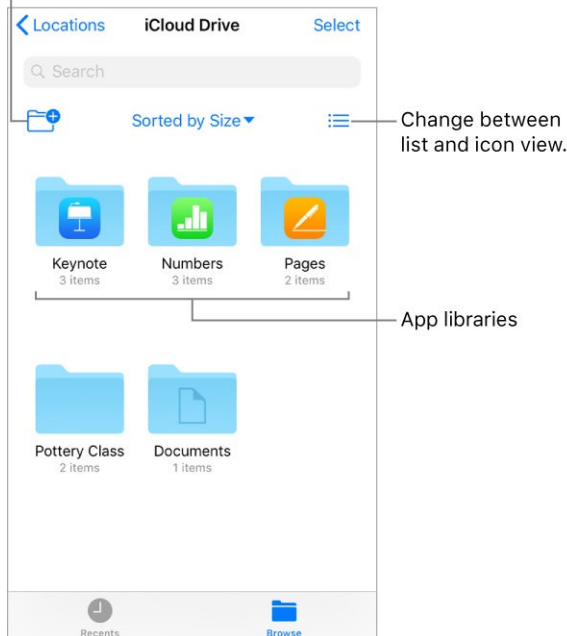 Locations
iCloud Drive
Select
Search
Sorted by Size
Change between
list and icon view.
Keynote
Numbers
Pages
3 items
3 items
2 items
App libraries
Pottery Class
Documents
2 items
1 items
Recents
Browse